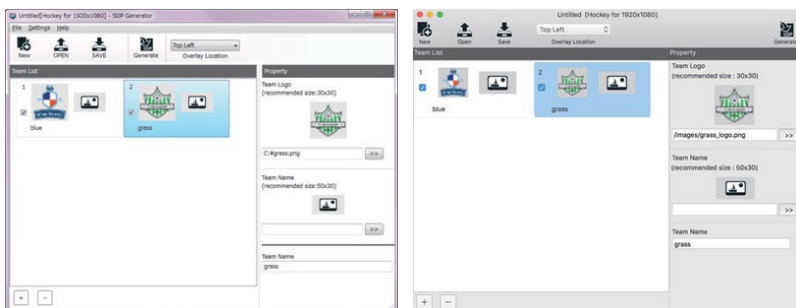 Untitled[Hockey for 1920x1080] - SDP Generator
File Settings Help
New
OPEN
SAVE
Generate
Top Left
Overlay Location
Team List
Property
1
2
blue
grass
Team Logo
(recommended size:30x30)
C:¥grass.png
>>
Team Name
(recommended size:50x30)
>>
Team Name
grass
+
-
Untitled [Hockey for 1920x1080]
New
Open
Save
Top Left
Overlay Location
Generate
Team List
Property
1
2
blue
grass
Team Logo
(recommended size : 30x30)
/images/grass_logo.png
>>
Team Name
(recommended size : 50x30)
>>
Team Name
grass
+
−